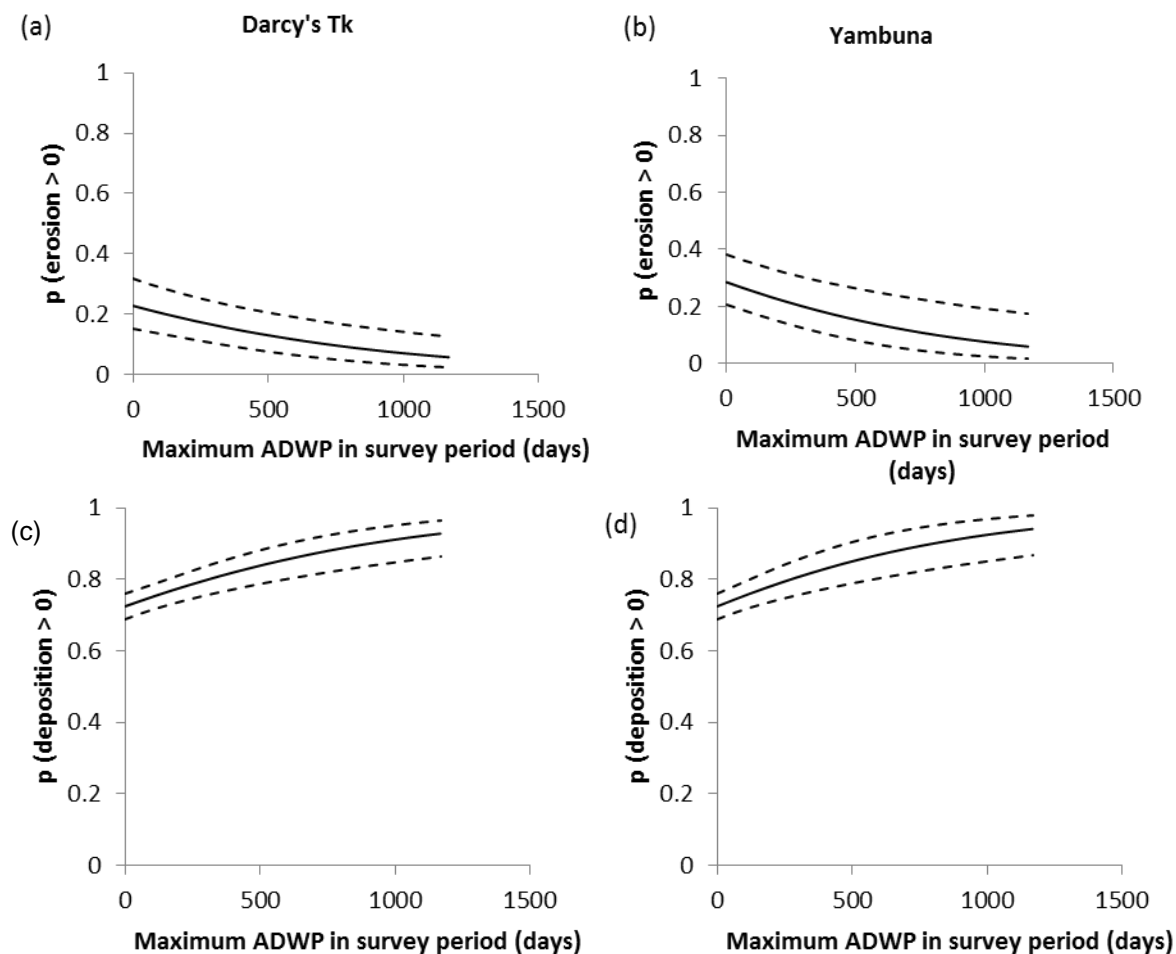 (a)
Darcy's Tk
1
0.8
0.6
0.4
0.2
0
p (erosion > 0)
0
500
1000
1500
Maximum ADWP in survey period (days)
(b)
Yambuna
1
0.8
0.6
0.4
0.2
0
p (erosion > 0)
0
500
1000
1500
Maximum ADWP in survey period
(days)
(c)
1
0.8
0.6
0.4
0.2
0
p (deposition > 0)
0
500
1000
1500
Maximum ADWP in survey period (days)
(d)
1
0.8
0.6
0.4
0.2
0
p (deposition > 0)
0
500
1000
1500
Maximum ADWP in survey period (days)